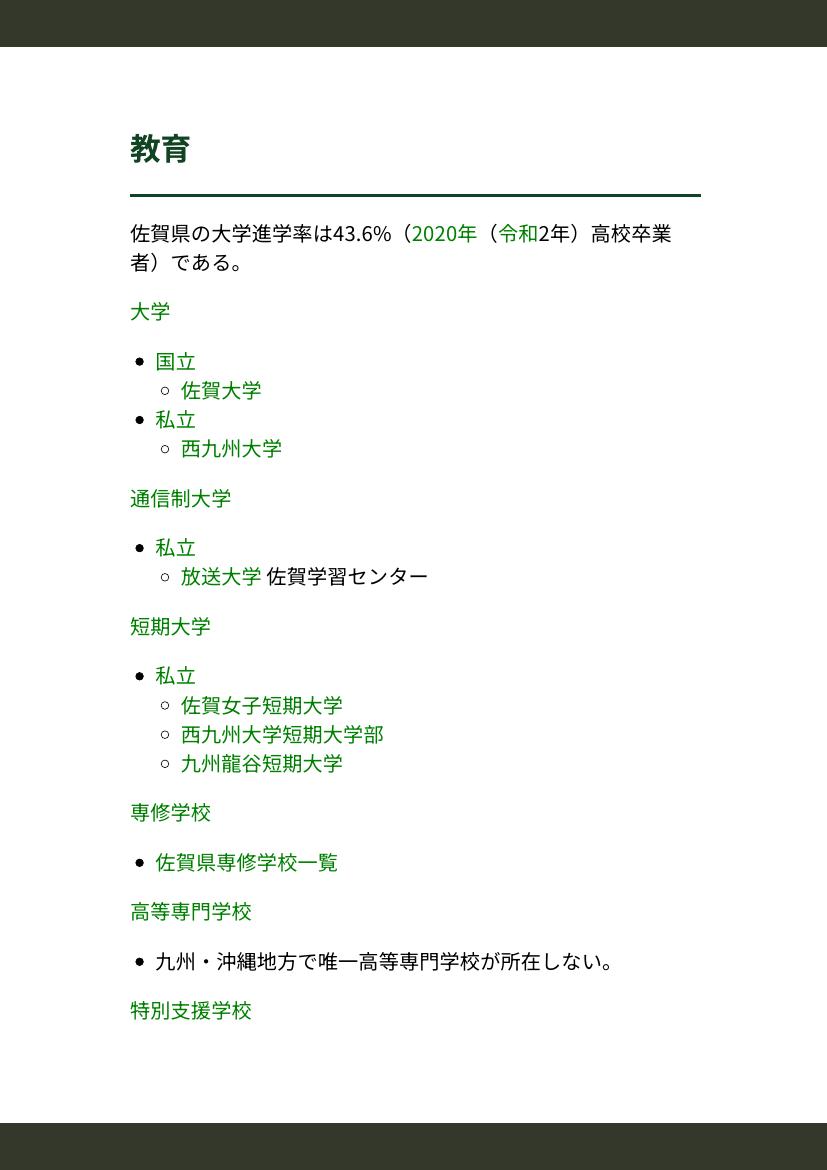 教育
佐賀県の大学進学率は43.6%（2020年（令和2年）高校卒業
者）である。
大学
• 国立
◦ 佐賀大学
• 私立
◦ 西九州大学
通信制大学
• 私立
◦ 放送大学 佐賀学習センター
短期大学
• 私立
◦ 佐賀女子短期大学
◦ 西九州大学短期大学部
◦ 九州龍谷短期大学
専修学校
• 佐賀県専修学校一覧
高等専門学校
• 九州・沖縄地方で唯一高等専門学校が所在しない。
特別支援学校